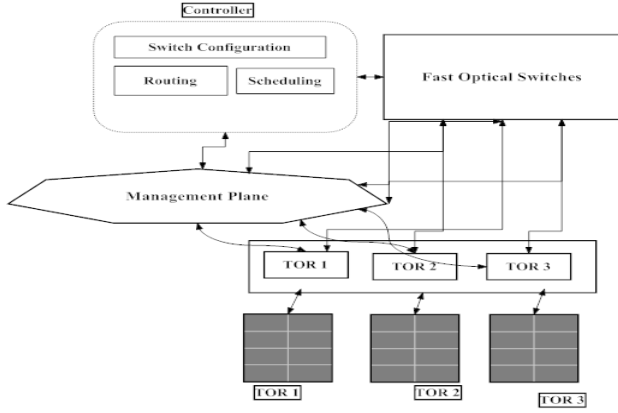 Controller
Switch Configuration
Routing
Scheduling
Fast Optical Switches
Management Plane
TOR 1
TOR 2
TOR 3
TOR 1
TOR 2
TOR 3